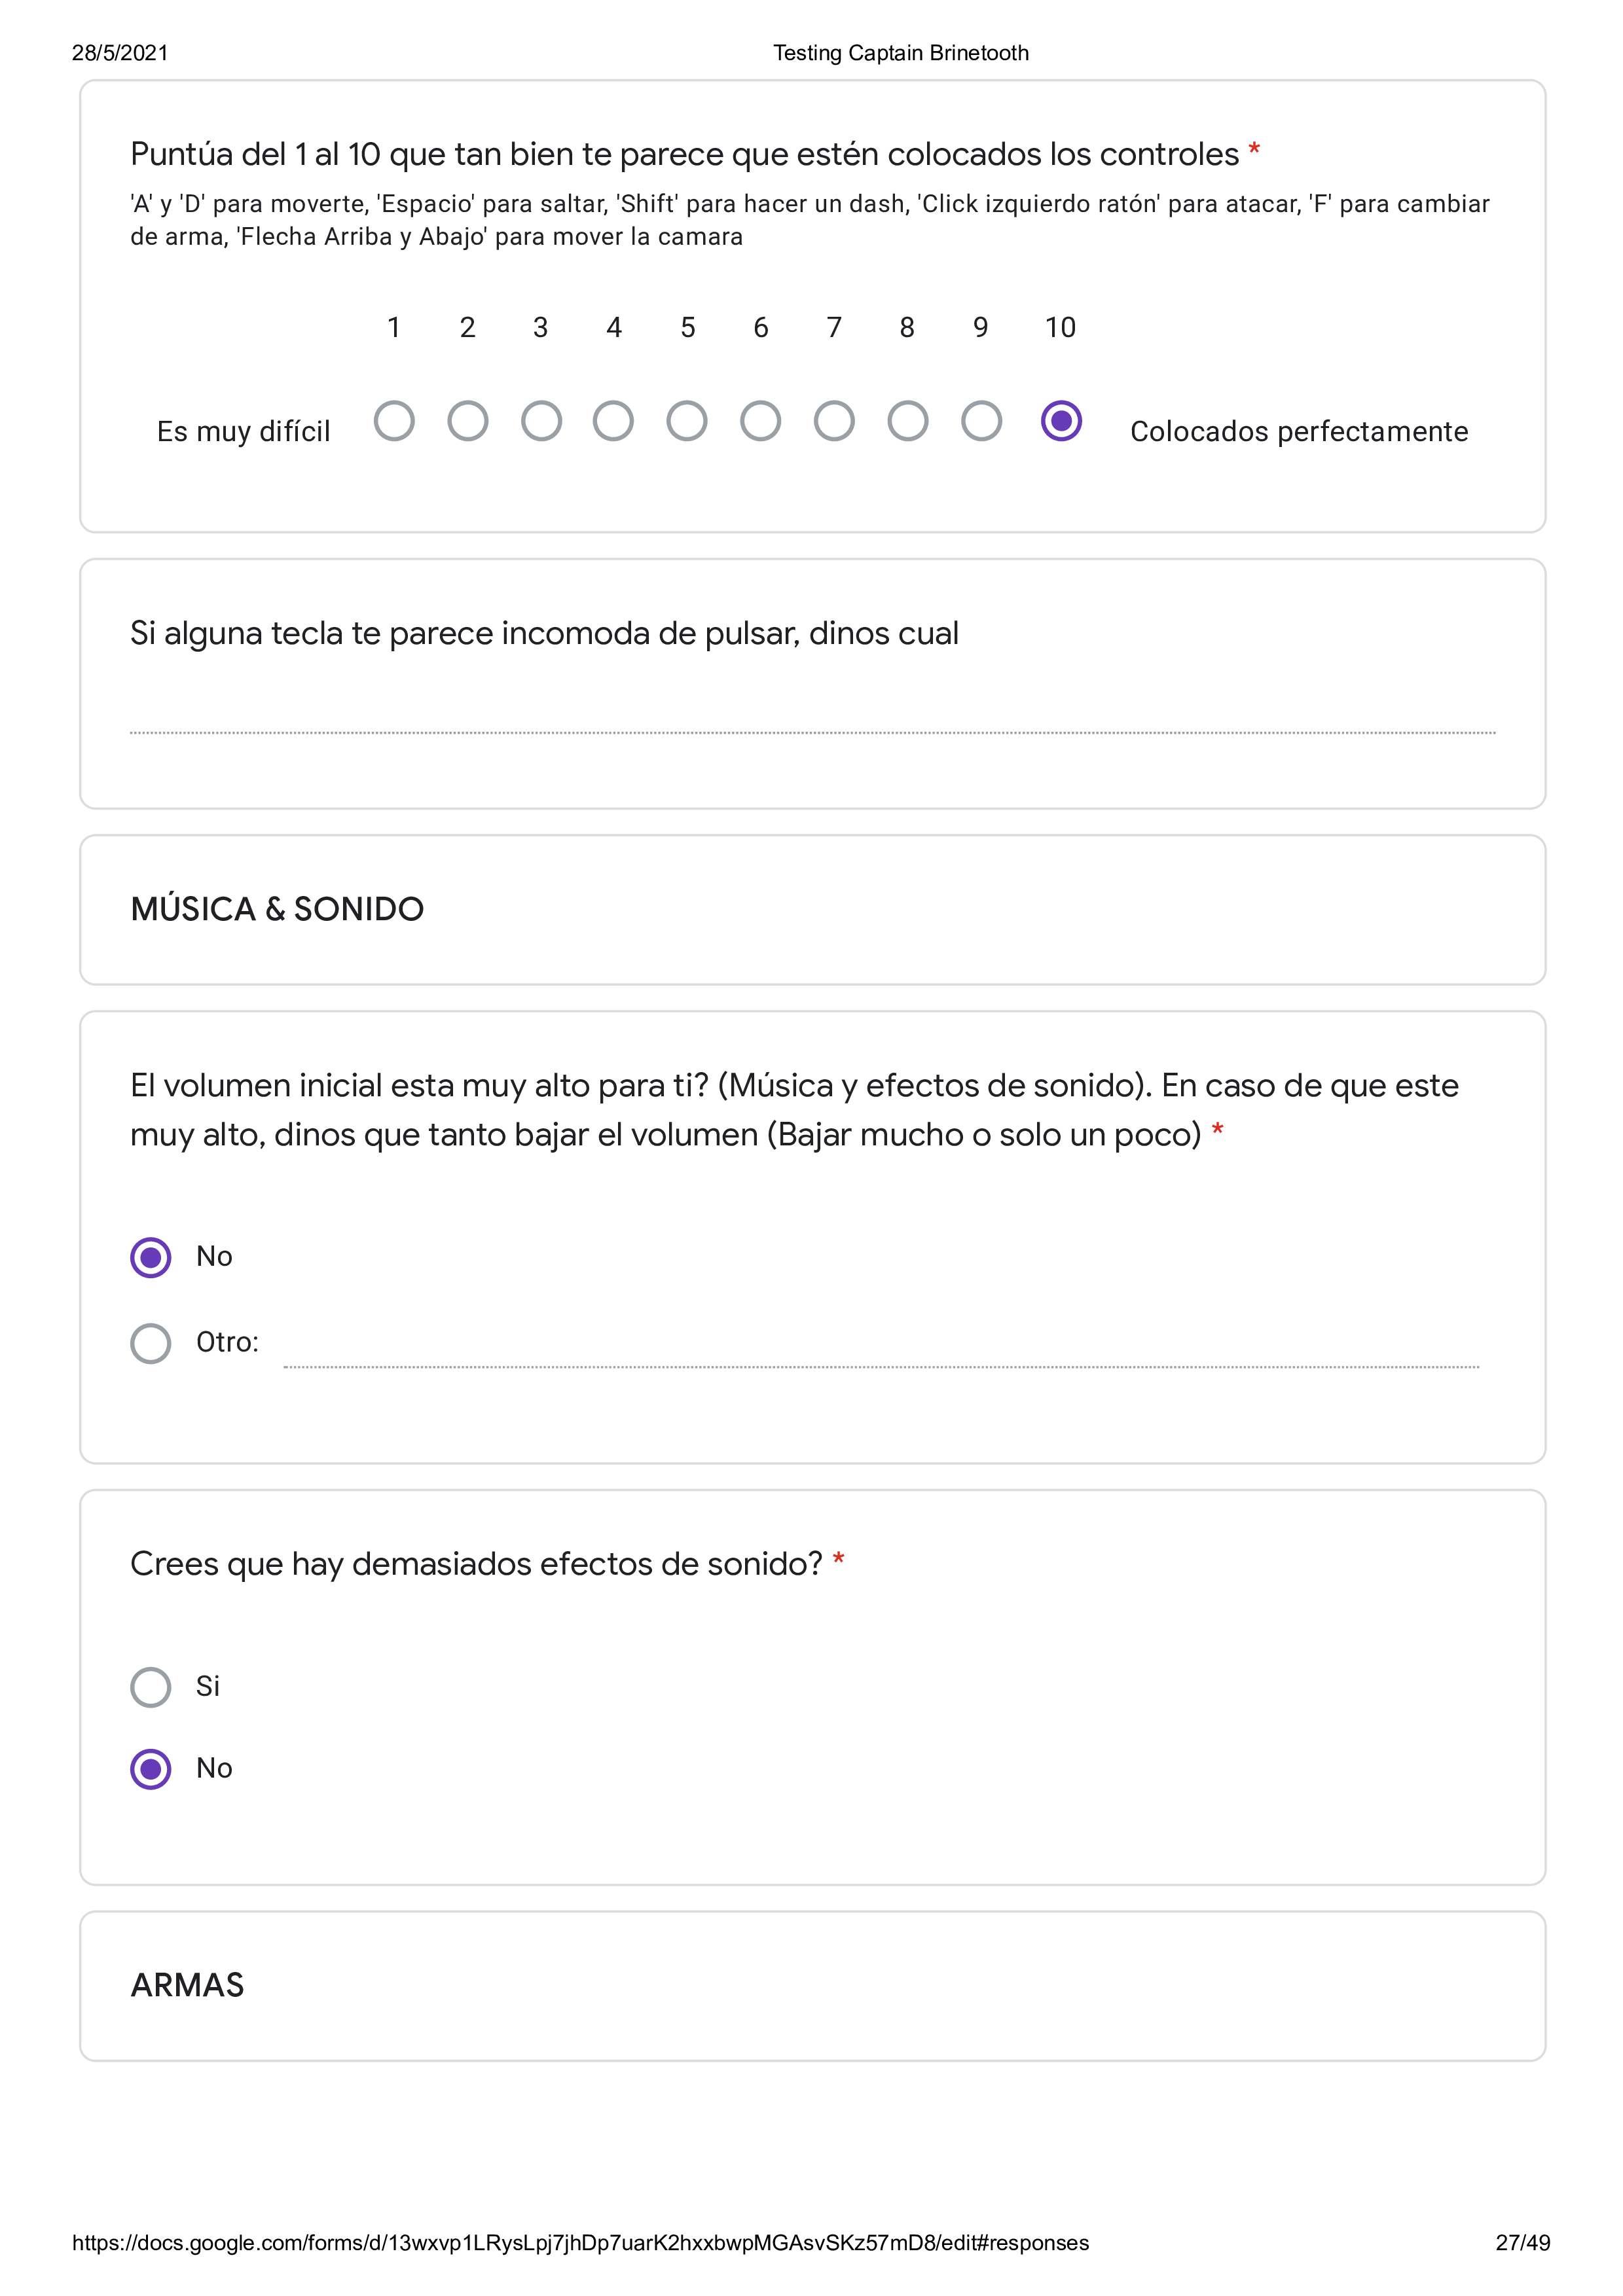 28/5/2021 Testing Captain Brinetooth
Puntúa del 1 al 10 que tan bien te parece que estén colocados los controles *
'A' y 'D' para moverte, 'Espacio' para saltar, 'Shift' para hacer un dash, 'Click izquierdo ratón' para atacar, 'F' para cambiar
de arma, 'Flecha Arriba y Abajo' para mover la camara
1 2 3 4 5 6 7 8 9 10
Es muy difícil Colocados perfectamente
Si alguna tecla te parece incomoda de pulsar, dinos cual
MÚSICA & SONIDO
El volumen inicial esta muy alto para ti? (Música y efectos de sonido). En caso de que este
muy alto, dinos que tanto bajar el volumen (Bajar mucho o solo un poco) *
No
Otro:
Crees que hay demasiados efectos de sonido? *
Si
No
ARMAS
https://docs.google.com/forms/d/13wxvp1LRysLpj7jhDp7uarK2hxxbwpMGAsvSKz57mD8/edit#responses 27/49